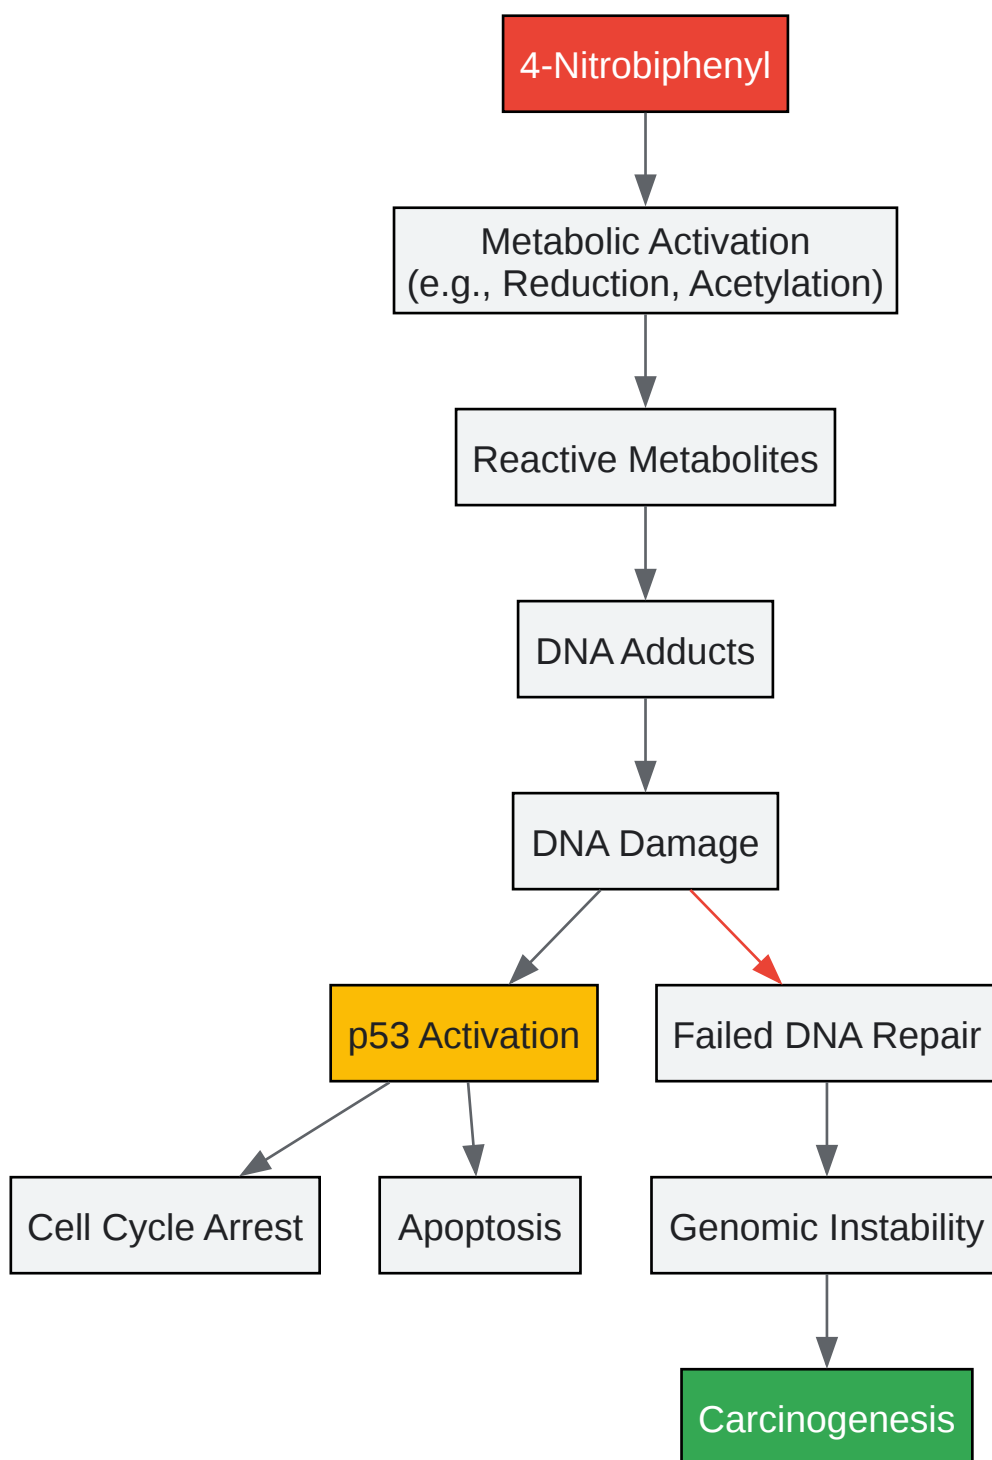 4-Nitrobiphenyl
Metabolic Activation
(e.g., Reduction, Acetylation)
Reactive Metabolites
DNA Adducts
DNA Damage
p53 Activation
Failed DNA Repair
Cell Cycle Arrest
Apoptosis
Genomic Instability
Carcinogenesis